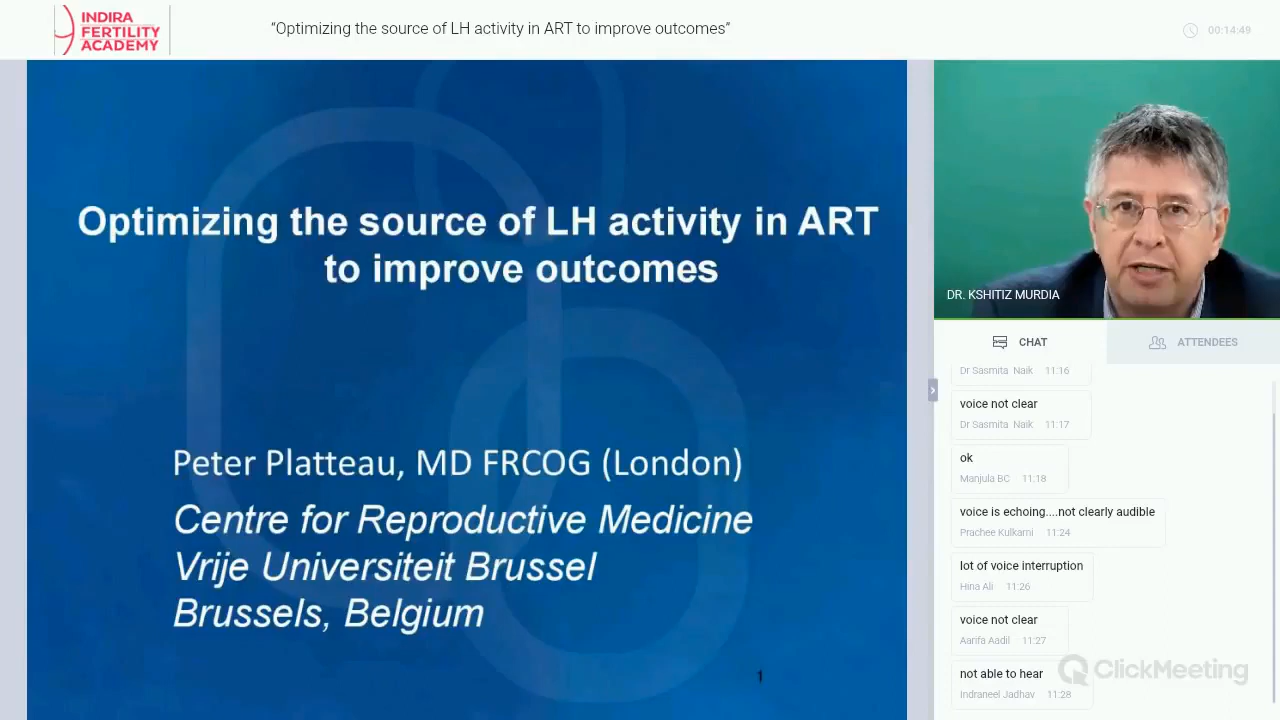 INDIRA
FERTILITY
ACADEMY
“Optimizing the source of LH activity in ART to improve outcomes”
00:14:49
Optimizing the source of LH activity in ART
to improve outcomes
Peter Platteau, MD FRCOG (London)
Centre for Reproductive Medicine
Vrije Universiteit Brussel
Brussels, Belgium
1
DR. KSHITIZ MURDIA
CHAT
ATTENDEES
Dr Sasmita Naik 11:16
voice not clear
Dr Sasmita Naik 11:17
ok
Manjula BC 11:18
voice is echoing....not clearly audible
Prachee Kulkarni 11:24
lot of voice interruption
Hina Ali 11:26
voice not clear
Aarifa Aadil 11:27
not able to hear
Indraneel Jadhav 11:28
ClickMeeting